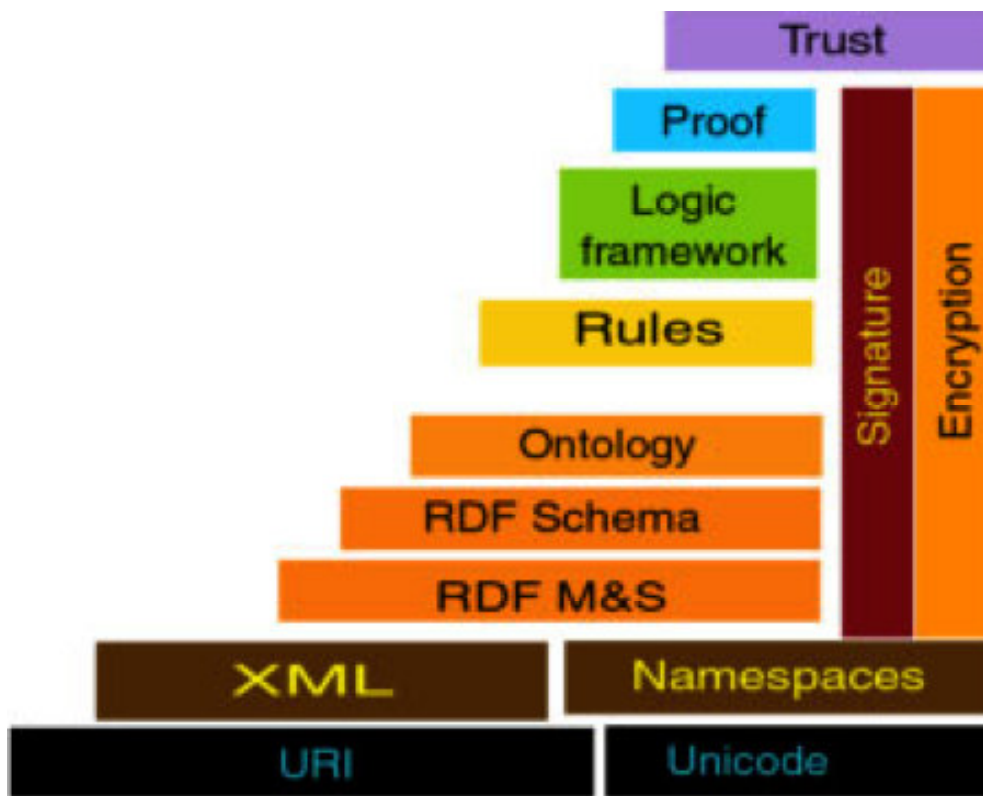 Trust
Proof
Logic
framework
Rules
Ontology
RDF Schema
RDF M&S
Signature
Encryption
XML
Namespaces
URI
Unicode